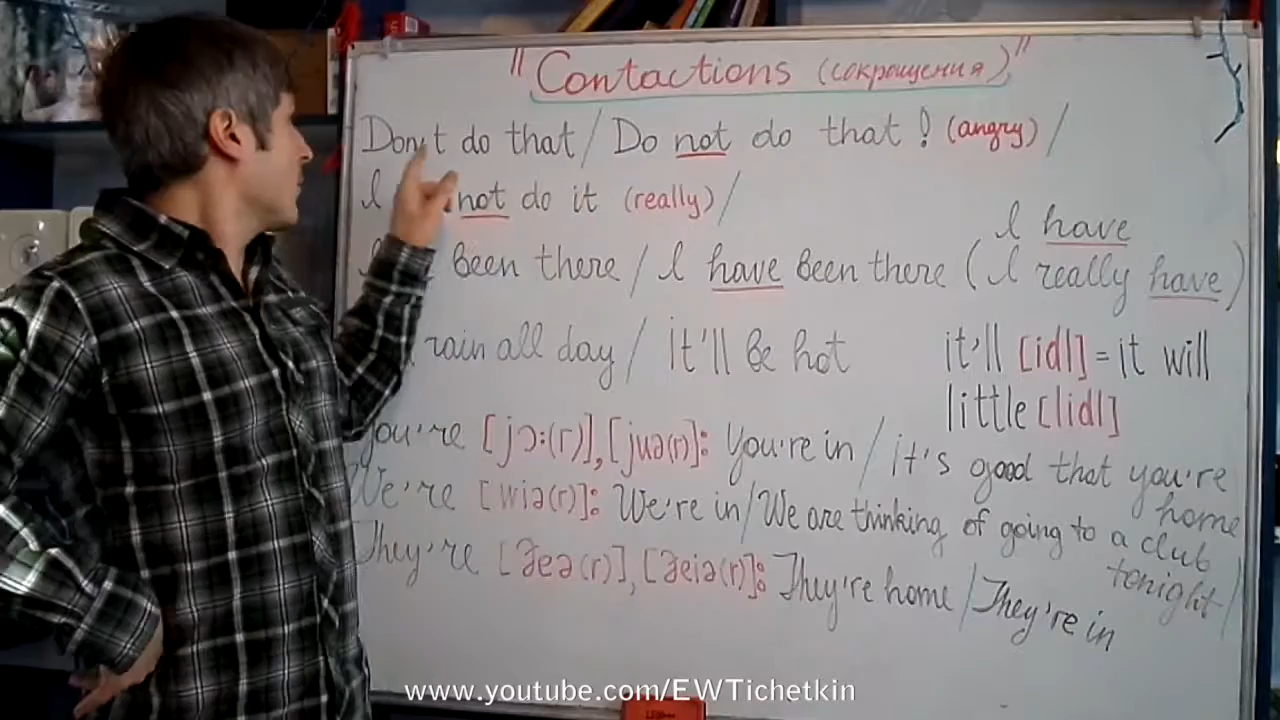 "Contactions (сокращения)"
Don't do that / Do not do that! (angry) /
I not do it (really) /
I have
been there / I have been there (I really have)
rain all day / it'll be hot
it'll [idl] = it will
little [lidl]
You're [jɔ:(r)], [juə(r)]: You're in / it's good that you're home
We're [wiə(r)]: We're in / We are thinking of going to a club tonight /
They're [ðeə(r)], [ðeiə(r)]: They're home / They're in
www.youtube.com/EWTichetkin